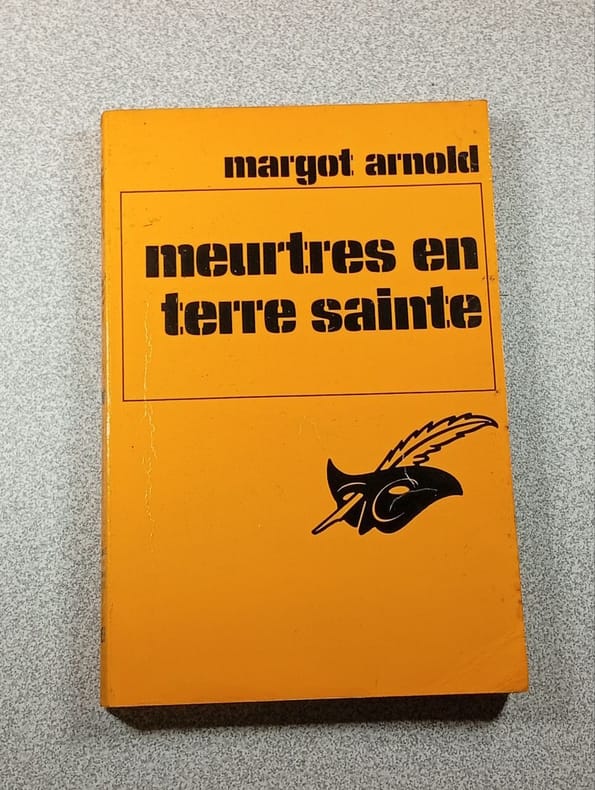 margot arnold
meurtres en
terre sainte